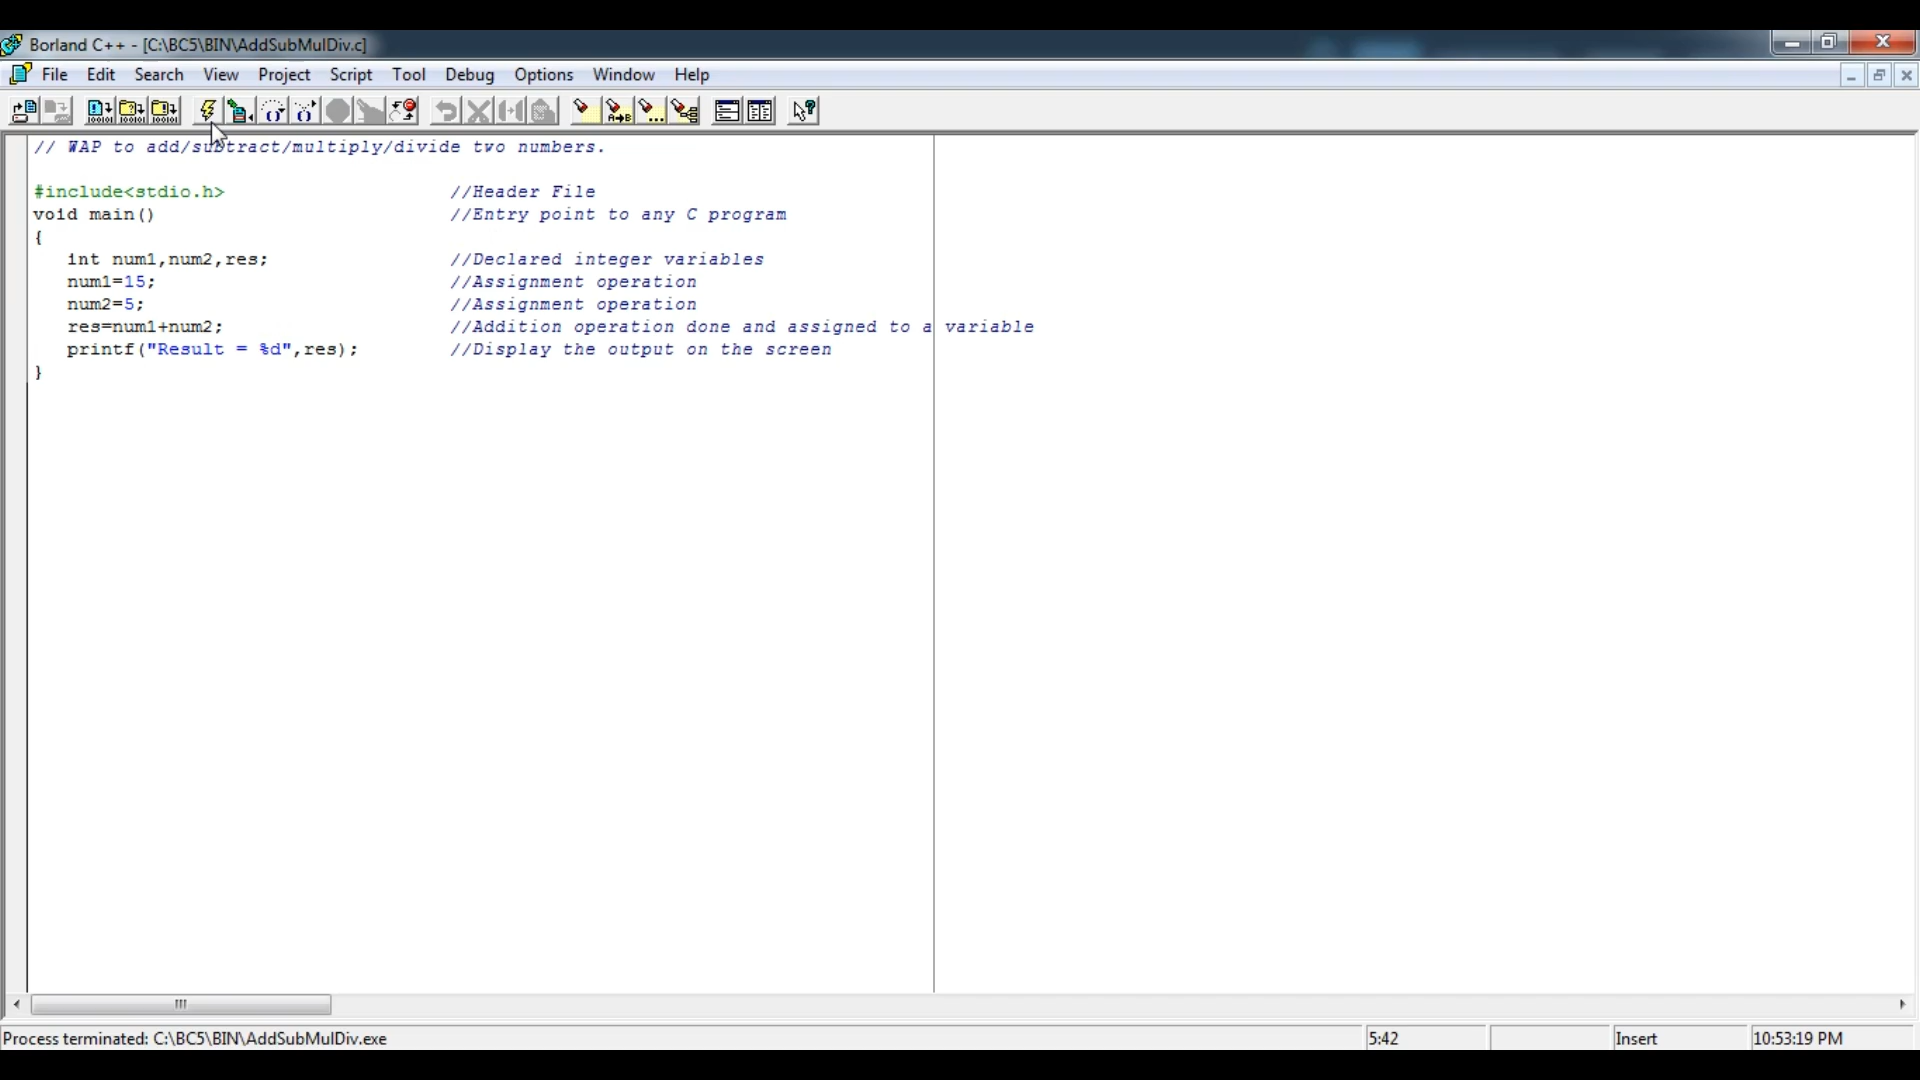 Borland C++ - [C:\BC5\BIN\AddSubMulDiv.c]
File Edit Search View Project Script Tool Debug Options Window Help
// WAP to add/subtract/multiply/divide two numbers.
#include<stdio.h> //Header File
void main() //Entry point to any C program
{
int num1,num2,res; //Declared integer variables
num1=15; //Assignment operation
num2=5; //Assignment operation
res=num1+num2; //Addition operation done and assigned to a variable
printf("Result = %d",res); //Display the output on the screen
}
Process terminated: C:\BC5\BIN\AddSubMulDiv.exe 5:42 Insert 10:53:19 PM